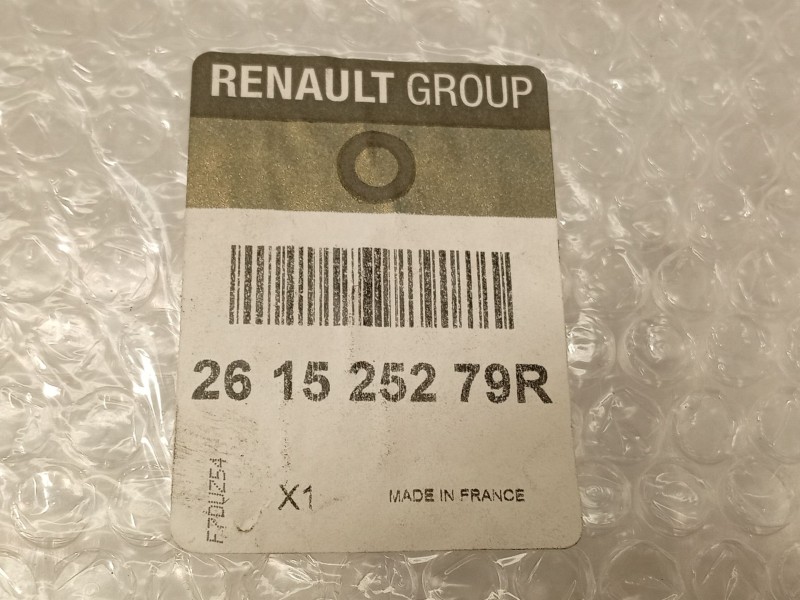 RENAULT GROUP
26 15 252 79R
X1
MADE IN FRANCE
F7DUZ54